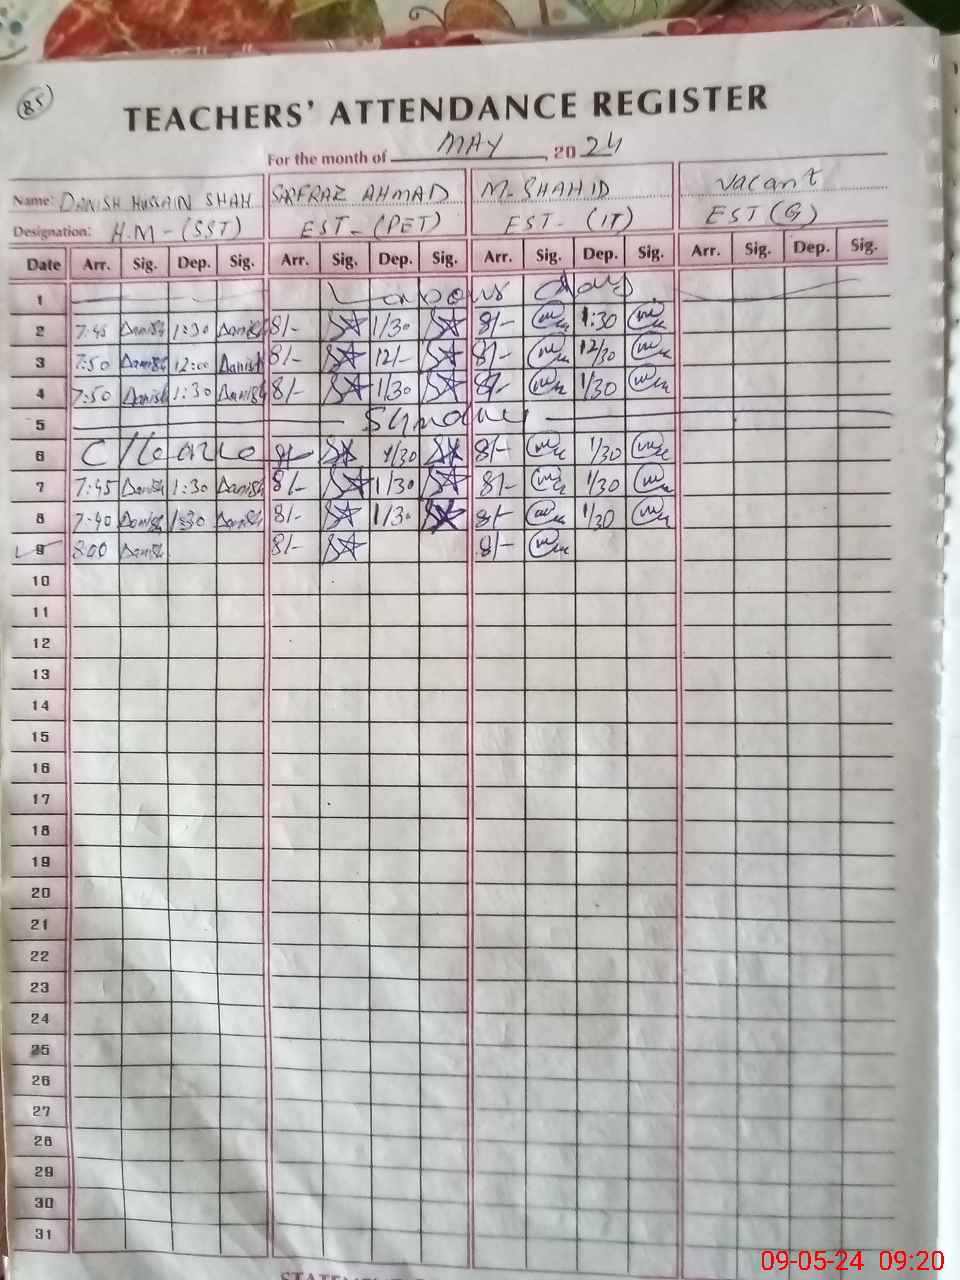 85
TEACHERS' ATTENDANCE REGISTER
For the month of MAY, 2024
Name: DANISH HUSSAIN SHAH SARFRAZ AHMAD M-SHAHID vacant
Designation: H.M - (SST) EST - (PET) EST - (IT) EST (G)
Date Arr. Sig. Dep. Sig. Arr. Sig. Dep. Sig. Arr. Sig. Dep. Sig. Arr. Sig. Dep. Sig.
1 Labour day
2 7:45 Danish 1:30 Danish 8/- 1/30 8/- 1:30
3 7:50 Danish 12:00 Danish 8/- 12/- 8/- 12/30
4 7:50 Danish 1:30 Danish 8/- 1/30 8/- 1/30
5 Sunday
6 C/leave 8/- 1/30 8/- 1/30
7 7:45 Danish 1:30 Danish 8/- 1/30 8/- 1/30
8 7:40 Danish 1:30 Danish 8/- 1/30 8/- 1/30
9 8:00 Danish 8/- 8/-
10
11
12
13
14
15
16
17
18
19
20
21
22
23
24
25
26
27
28
29
30
31
09-05-24 09:20